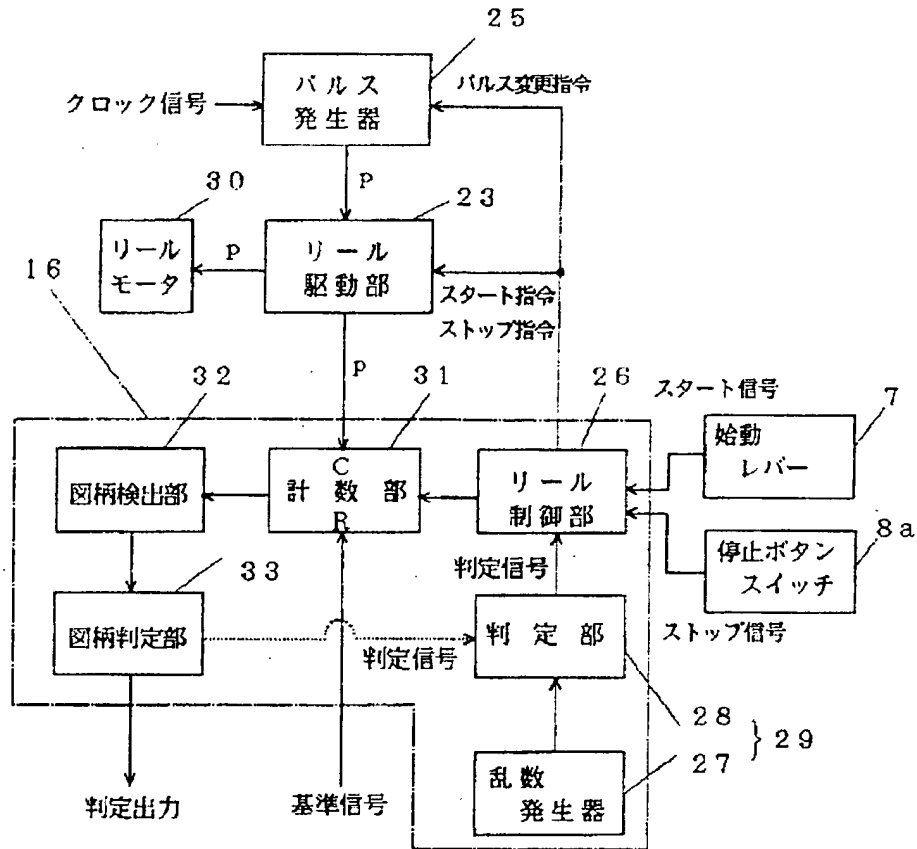 25
パルス
発生器
パルス変更指令
クロック信号
p
30
23
リール
モータ
p
リール
駆動部
16
スタート指令
ストップ指令
p
32
31
26
スタート信号
7
始動
レバー
図柄検出部
C
計数部
R
リール
制御部
8a
停止ボタン
スイッチ
33
判定信号
ストップ信号
図柄判定部
判定信号
判定部
28
27
}29
乱数
発生器
判定出力
基準信号